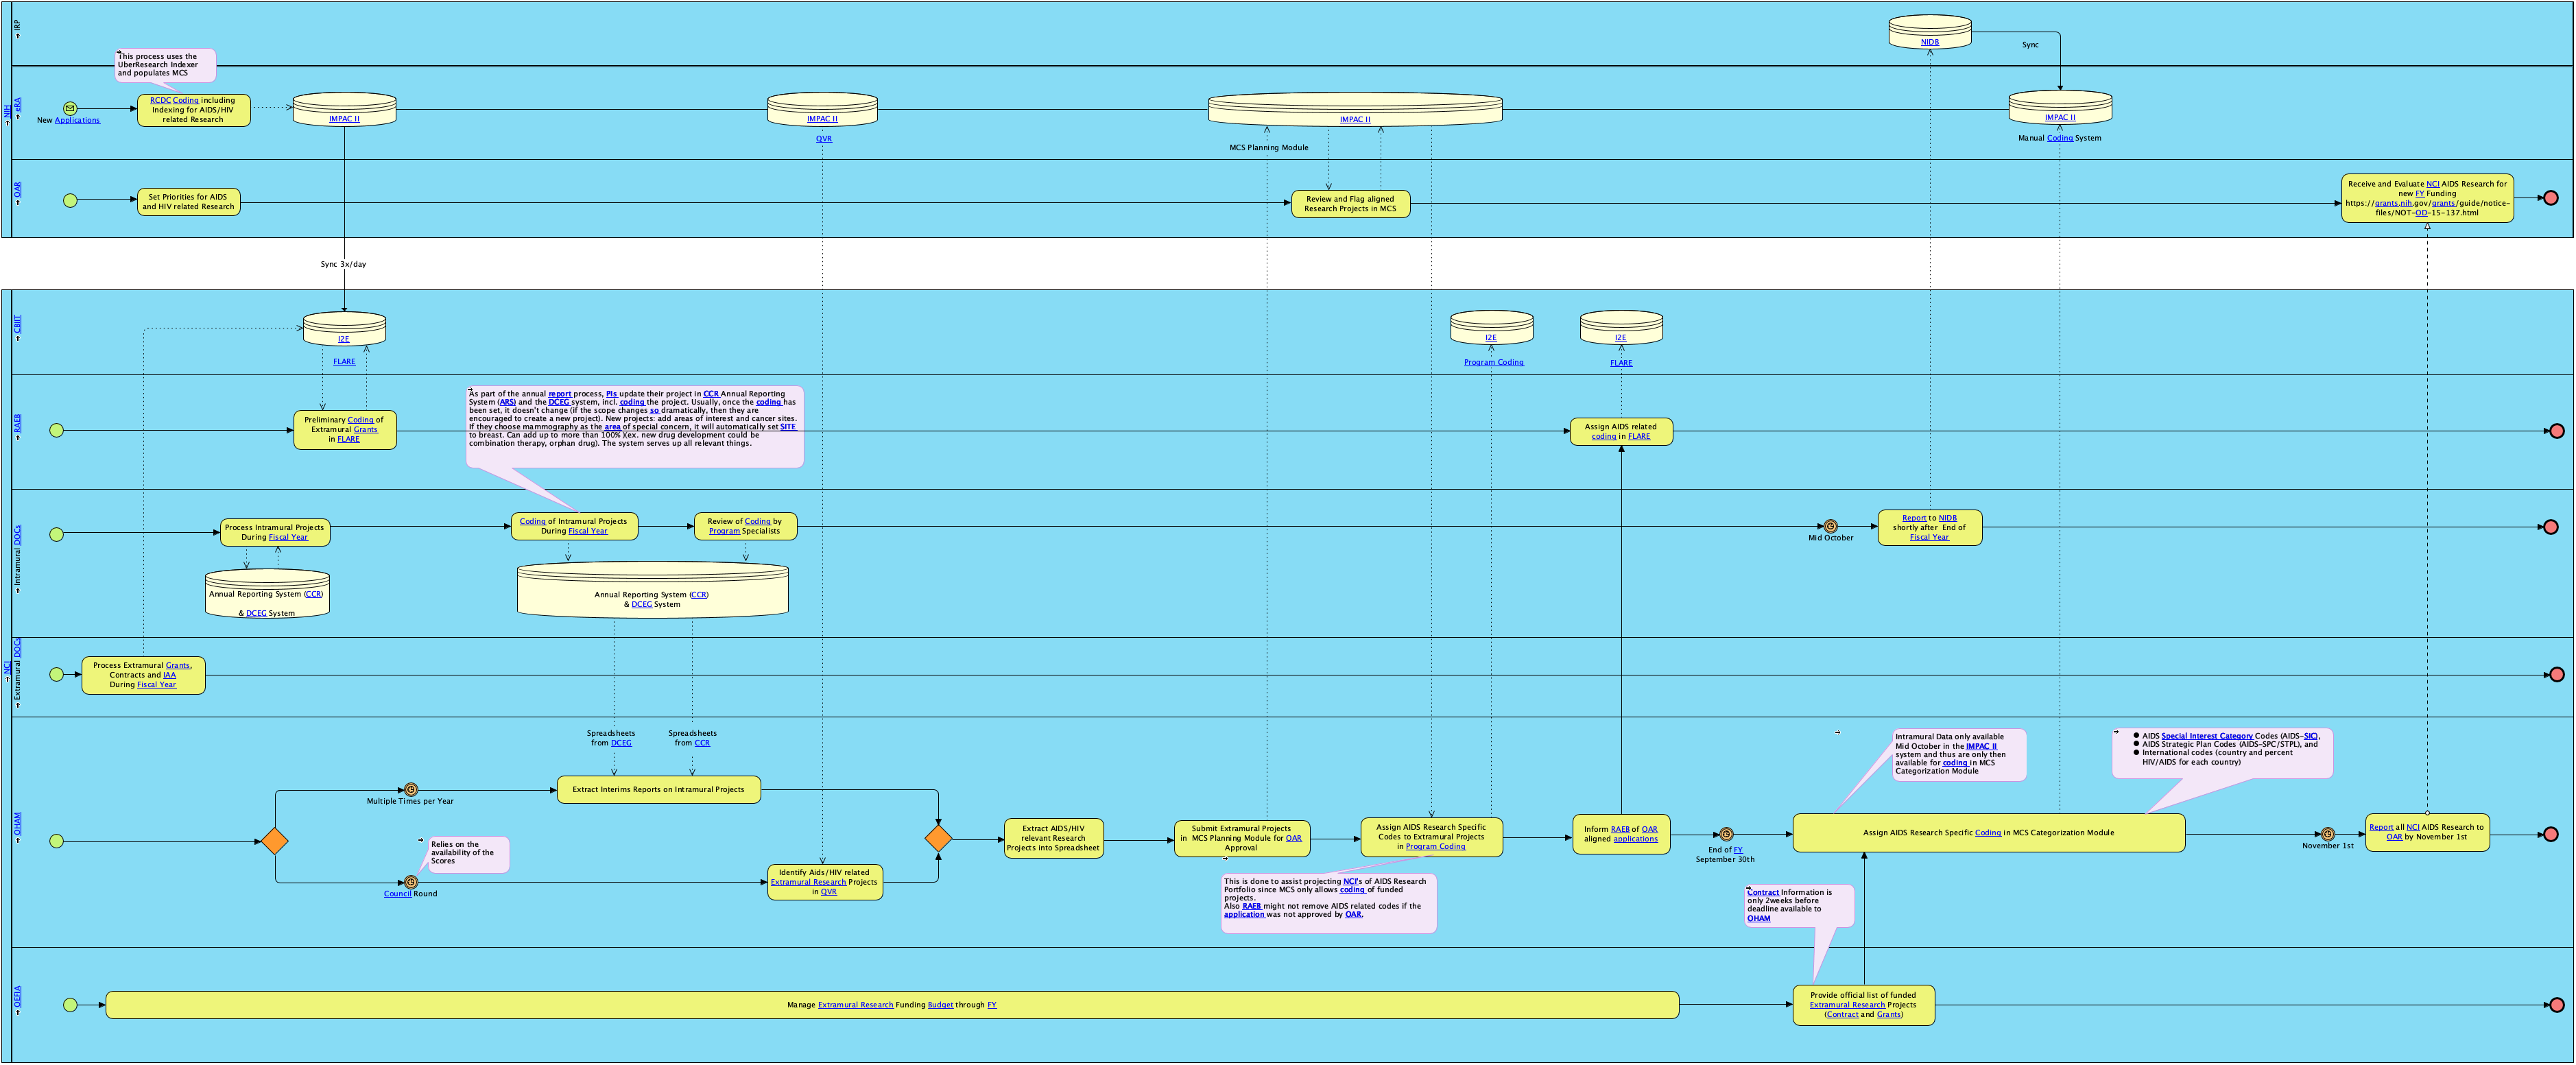 NIH
IRP
NIDB
Sync
This process uses the
UberResearch Indexer
and populates MCS
eRA
New Applications
RCDC Coding including
Indexing for AIDS/HIV
related Research
IMPAC II
IMPAC II
QVR
IMPAC II
MCS Planning Module
IMPAC II
Manual Coding System
OAR
Set Priorities for AIDS
and HIV related Research
Review and Flag aligned
Research Projects in MCS
Receive and Evaluate NCI AIDS Research for
new FY Funding
https://grants.nih.gov/grants/guide/notice-
files/NOT-OD-15-137.html
Sync 3x/day
NCI
CBIIT
I2E
FLARE
I2E
Program Coding
I2E
FLARE
RAEB
Preliminary Coding of
Extramural Grants
in FLARE
As part of the annual report process, PIs update their project in CCR Annual Reporting
System (ARS) and the DCEG system, incl. coding the project. Usually, once the coding has
been set, it doesn't change (if the scope changes so dramatically, then they are
encouraged to create a new project). New projects: add areas of interest and cancer sites.
If they choose mammography as the area of special concern, it will automatically set SITE
to breast. Can add up to more than 100% )(ex. new drug development could be
combination therapy, orphan drug). The system serves up all relevant things.
Assign AIDS related
coding in FLARE
Intramural DOCs
Process Intramural Projects
During Fiscal Year
Coding of Intramural Projects
During Fiscal Year
Review of Coding by
Program Specialists
Mid October
Report to NIDB
shortly after End of
Fiscal Year
Annual Reporting System (CCR)
& DCEG System
Annual Reporting System (CCR)
& DCEG System
Extramural DOCs
Process Extramural Grants,
Contracts and IAA
During Fiscal Year
OHAM
Spreadsheets
from DCEG
Spreadsheets
from CCR
Multiple Times per Year
Extract Interims Reports on Intramural Projects
Relies on the
availability of the
Scores
Council Round
Identify Aids/HIV related
Extramural Research Projects
in QVR
Extract AIDS/HIV
relevant Research
Projects into Spreadsheet
Submit Extramural Projects
in MCS Planning Module for OAR
Approval
Assign AIDS Research Specific
Codes to Extramural Projects
in Program Coding
This is done to assist projecting NCI's of AIDS Research
Portfolio since MCS only allows coding of funded
projects.
Also RAEB might not remove AIDS related codes if the
application was not approved by OAR.
Inform RAEB of OAR
aligned applications
End of FY
September 30th
Intramural Data only available
Mid October in the IMPAC II
system and thus are only then
available for coding in MCS
Categorization Module
● AIDS Special Interest Category Codes (AIDS-SIC),
● AIDS Strategic Plan Codes (AIDS-SPC/STPL), and
● International codes (country and percent
HIV/AIDS for each country)
Assign AIDS Research Specific Coding in MCS Categorization Module
November 1st
Report all NCI AIDS Research to
OAR by November 1st
Contract Information is
only 2weeks before
deadline available to
OHAM
OEFIA
Manage Extramural Research Funding Budget through FY
Provide official list of funded
Extramural Research Projects
(Contract and Grants)